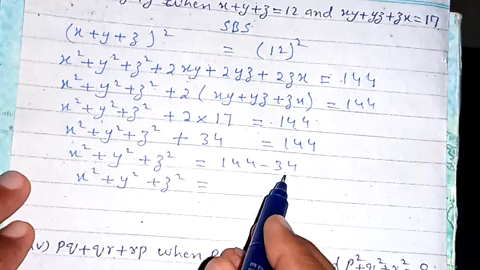 when x+y+z=12 and xy+yz+zx=17
SBS
(x+y+z)² = (12)²
x²+y²+z²+2xy+2yz+2zx = 144
x²+y²+z²+2(xy+yz+zx) = 144
x²+y²+z² +2×17 = 144
x²+y²+z² + 34 = 144
x²+y²+z² = 144-34
x²+y²+z² =
v) pq+qr+rp when